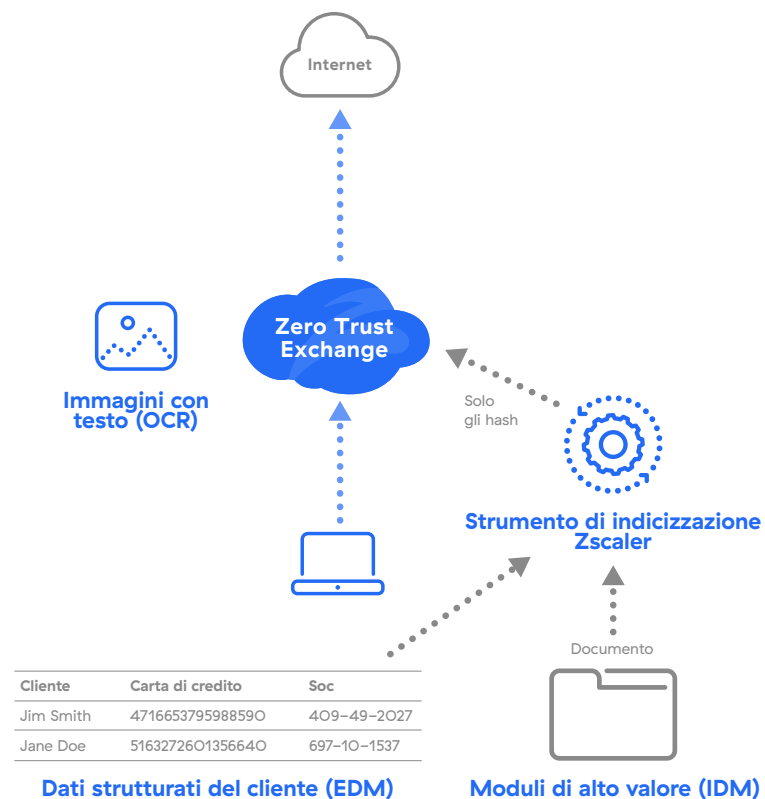 Internet
Zero Trust
Exchange
Immagini con
testo (OCR)
Solo
gli hash
Strumento di indicizzazione
Zscaler
Documento
Cliente Carta di credito Soc
Jim Smith 4716653795988590 409-49-2027
Jane Doe 5163272601356640 697-10-1537
Dati strutturati del cliente (EDM)
Moduli di alto valore (IDM)